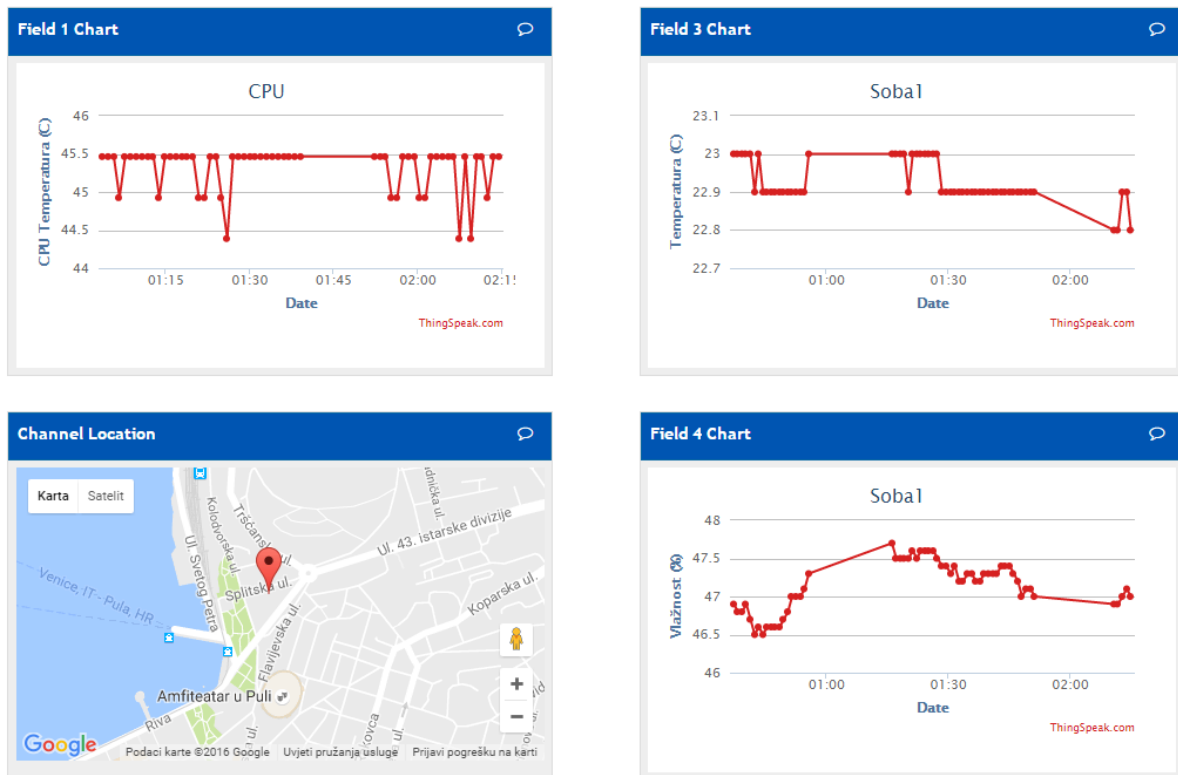 Field 1 Chart
CPU
CPU Temperatura (C)
46
45.5
45
44.5
44
01:15 01:30 01:45 02:00 02:1
Date
ThingSpeak.com
Field 3 Chart
Soba1
Temperatura (C)
23.1
23
22.9
22.8
22.7
01:00 01:30 02:00
Date
ThingSpeak.com
Channel Location
Karta Satelit
Kolodvorska ul.
Tršćanska ul.
Ul. 43. istarske divizije
Ul. Svetog Petra
Splitska ul.
Venice, IT - Pula, HR
Koparska ul.
Flavijevska ul.
Amfiteatar u Puli
Riva
Google
Podaci karte ©2016 Google Uvjeti pružanja usluge Prijavi pogrešku na karti
Field 4 Chart
Soba1
Vlažnost (%)
48
47.5
47
46.5
46
01:00 01:30 02:00
Date
ThingSpeak.com